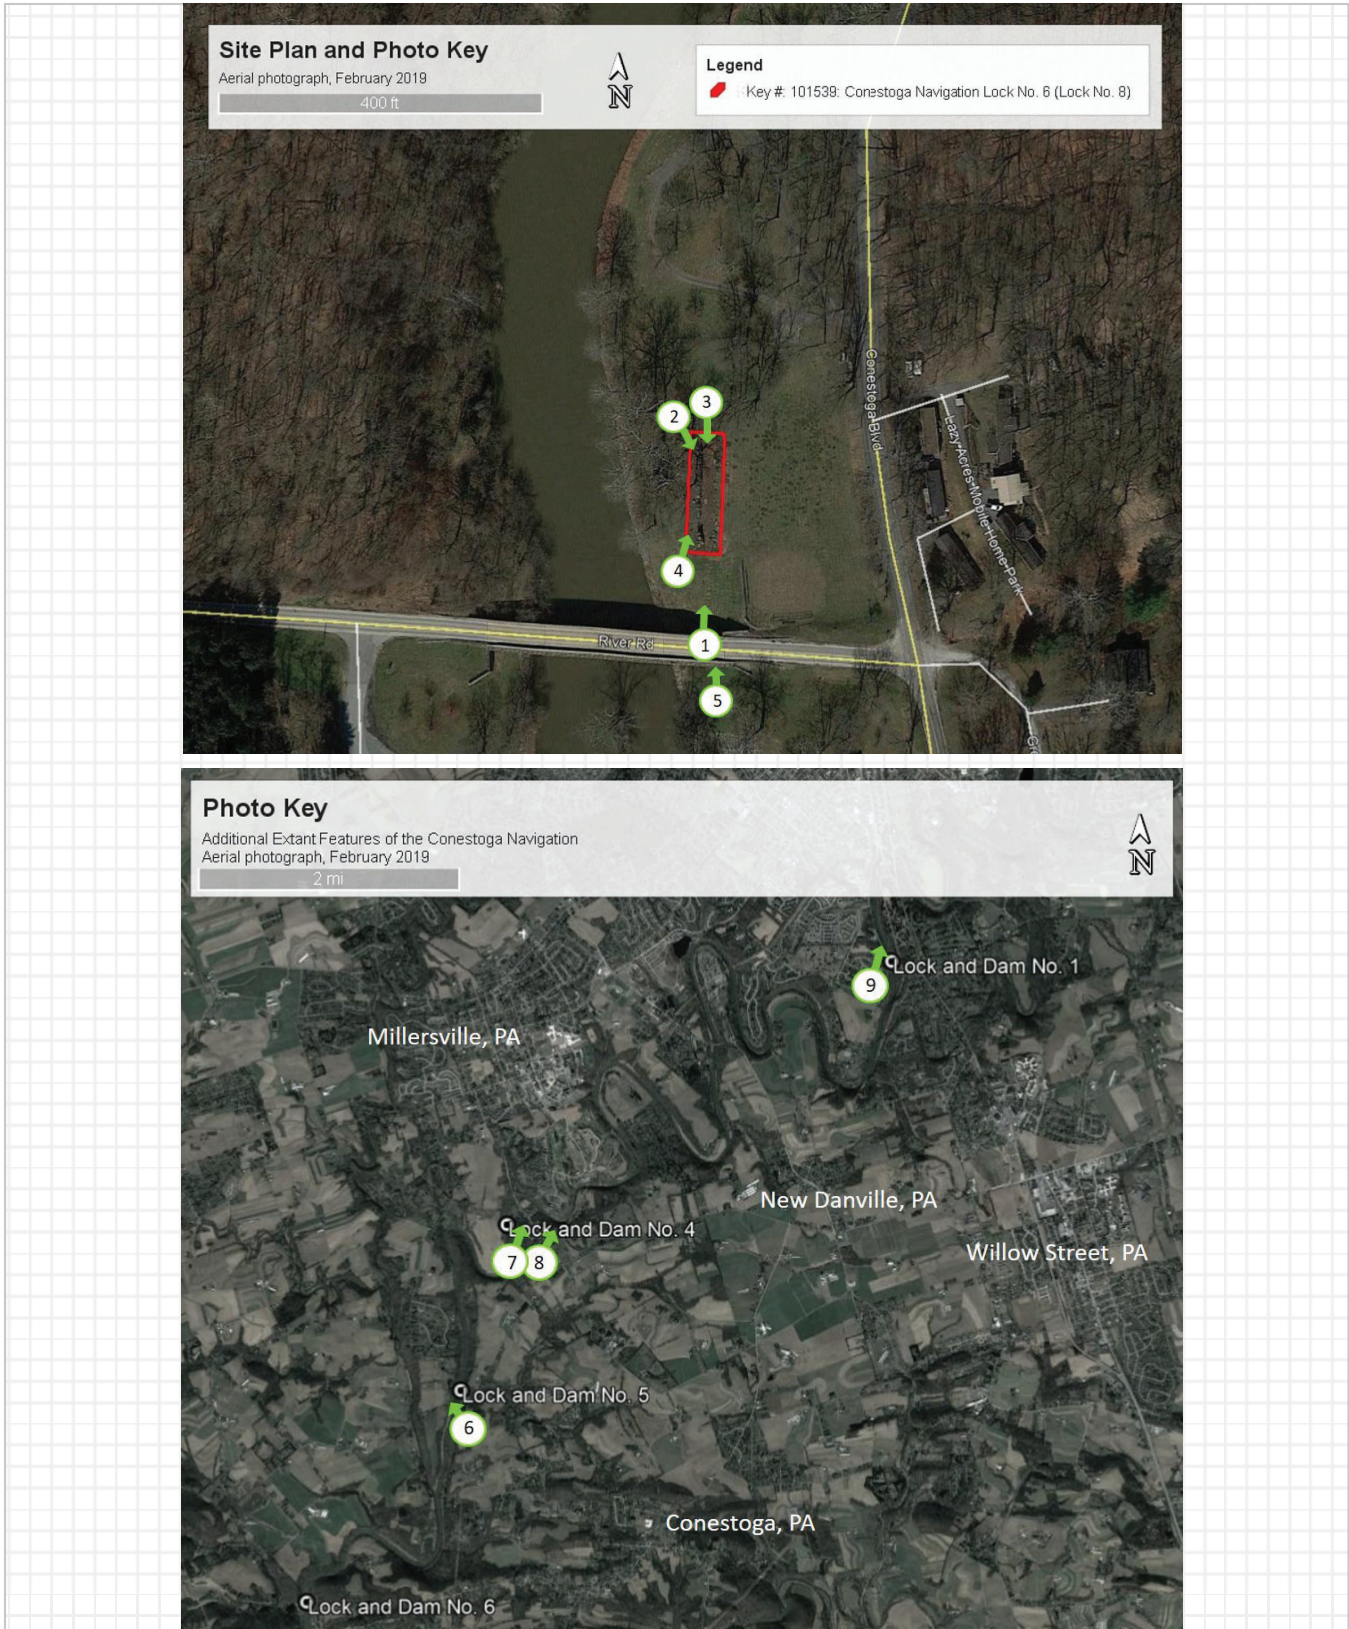 Site Plan and Photo Key
Aerial photograph, February 2019
400 ft
N
Legend
Key #: 101539: Conestoga Navigation Lock No. 6 (Lock No. 8)
Conestoga Blvd
Lazy Acres Mobile Home Park
2
3
4
1
River Rd
5
Photo Key
Additional Extant Features of the Conestoga Navigation
Aerial photograph, February 2019
2 mi
N
Lock and Dam No. 1
9
Millersville, PA
New Danville, PA
Lock and Dam No. 4
Willow Street, PA
7
8
Lock and Dam No. 5
6
Conestoga, PA
Lock and Dam No. 6